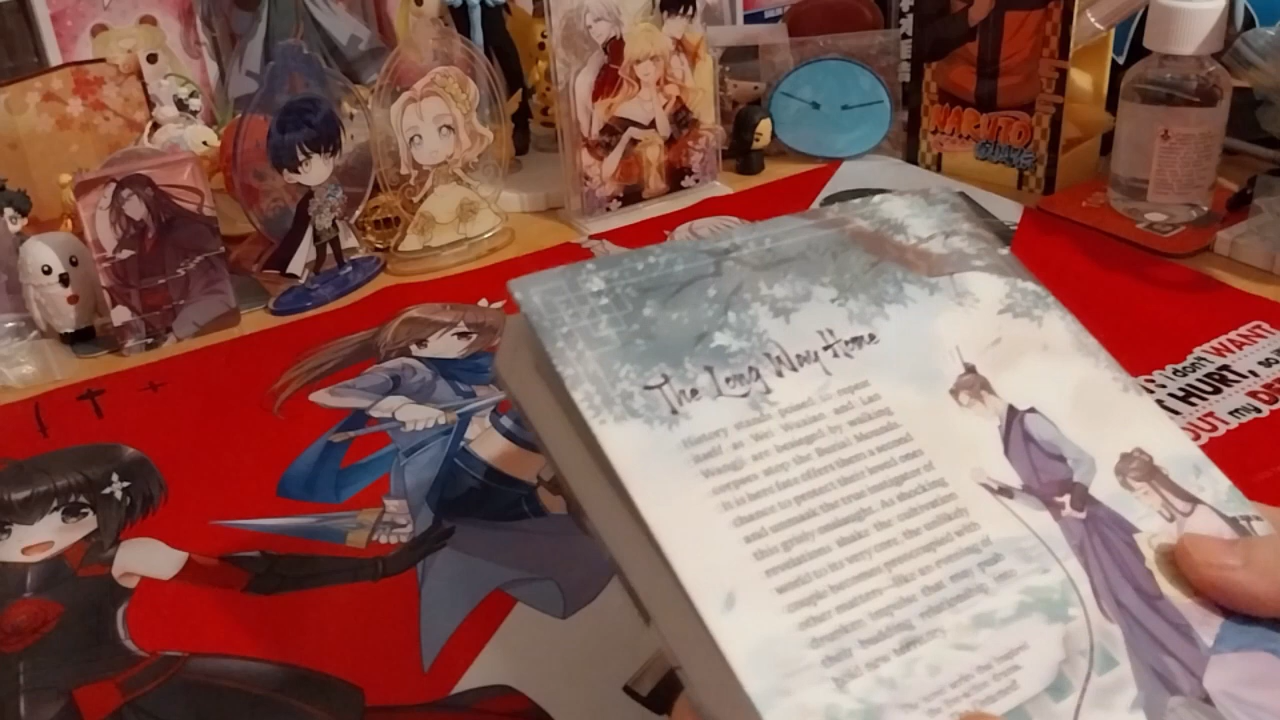 NARUTO
The Long Way Home
History stands poised to repeat
itself as Wei Wuxian and Lan
Wangji are besieged by walking
corpses atop the Burial Mounds.
It is here fate offers them a second
chance to protect their loved ones
and unmask the true instigator of
this grisly onslaught. As shocking
revelations shake the cultivation
world to its very core, the unlikely
couple become preoccupied with
other matters—like an evening of
drunken impulse that may push
their budding relationship into
bold new territory.
I don't WANT
HURT, so
OUT my DE